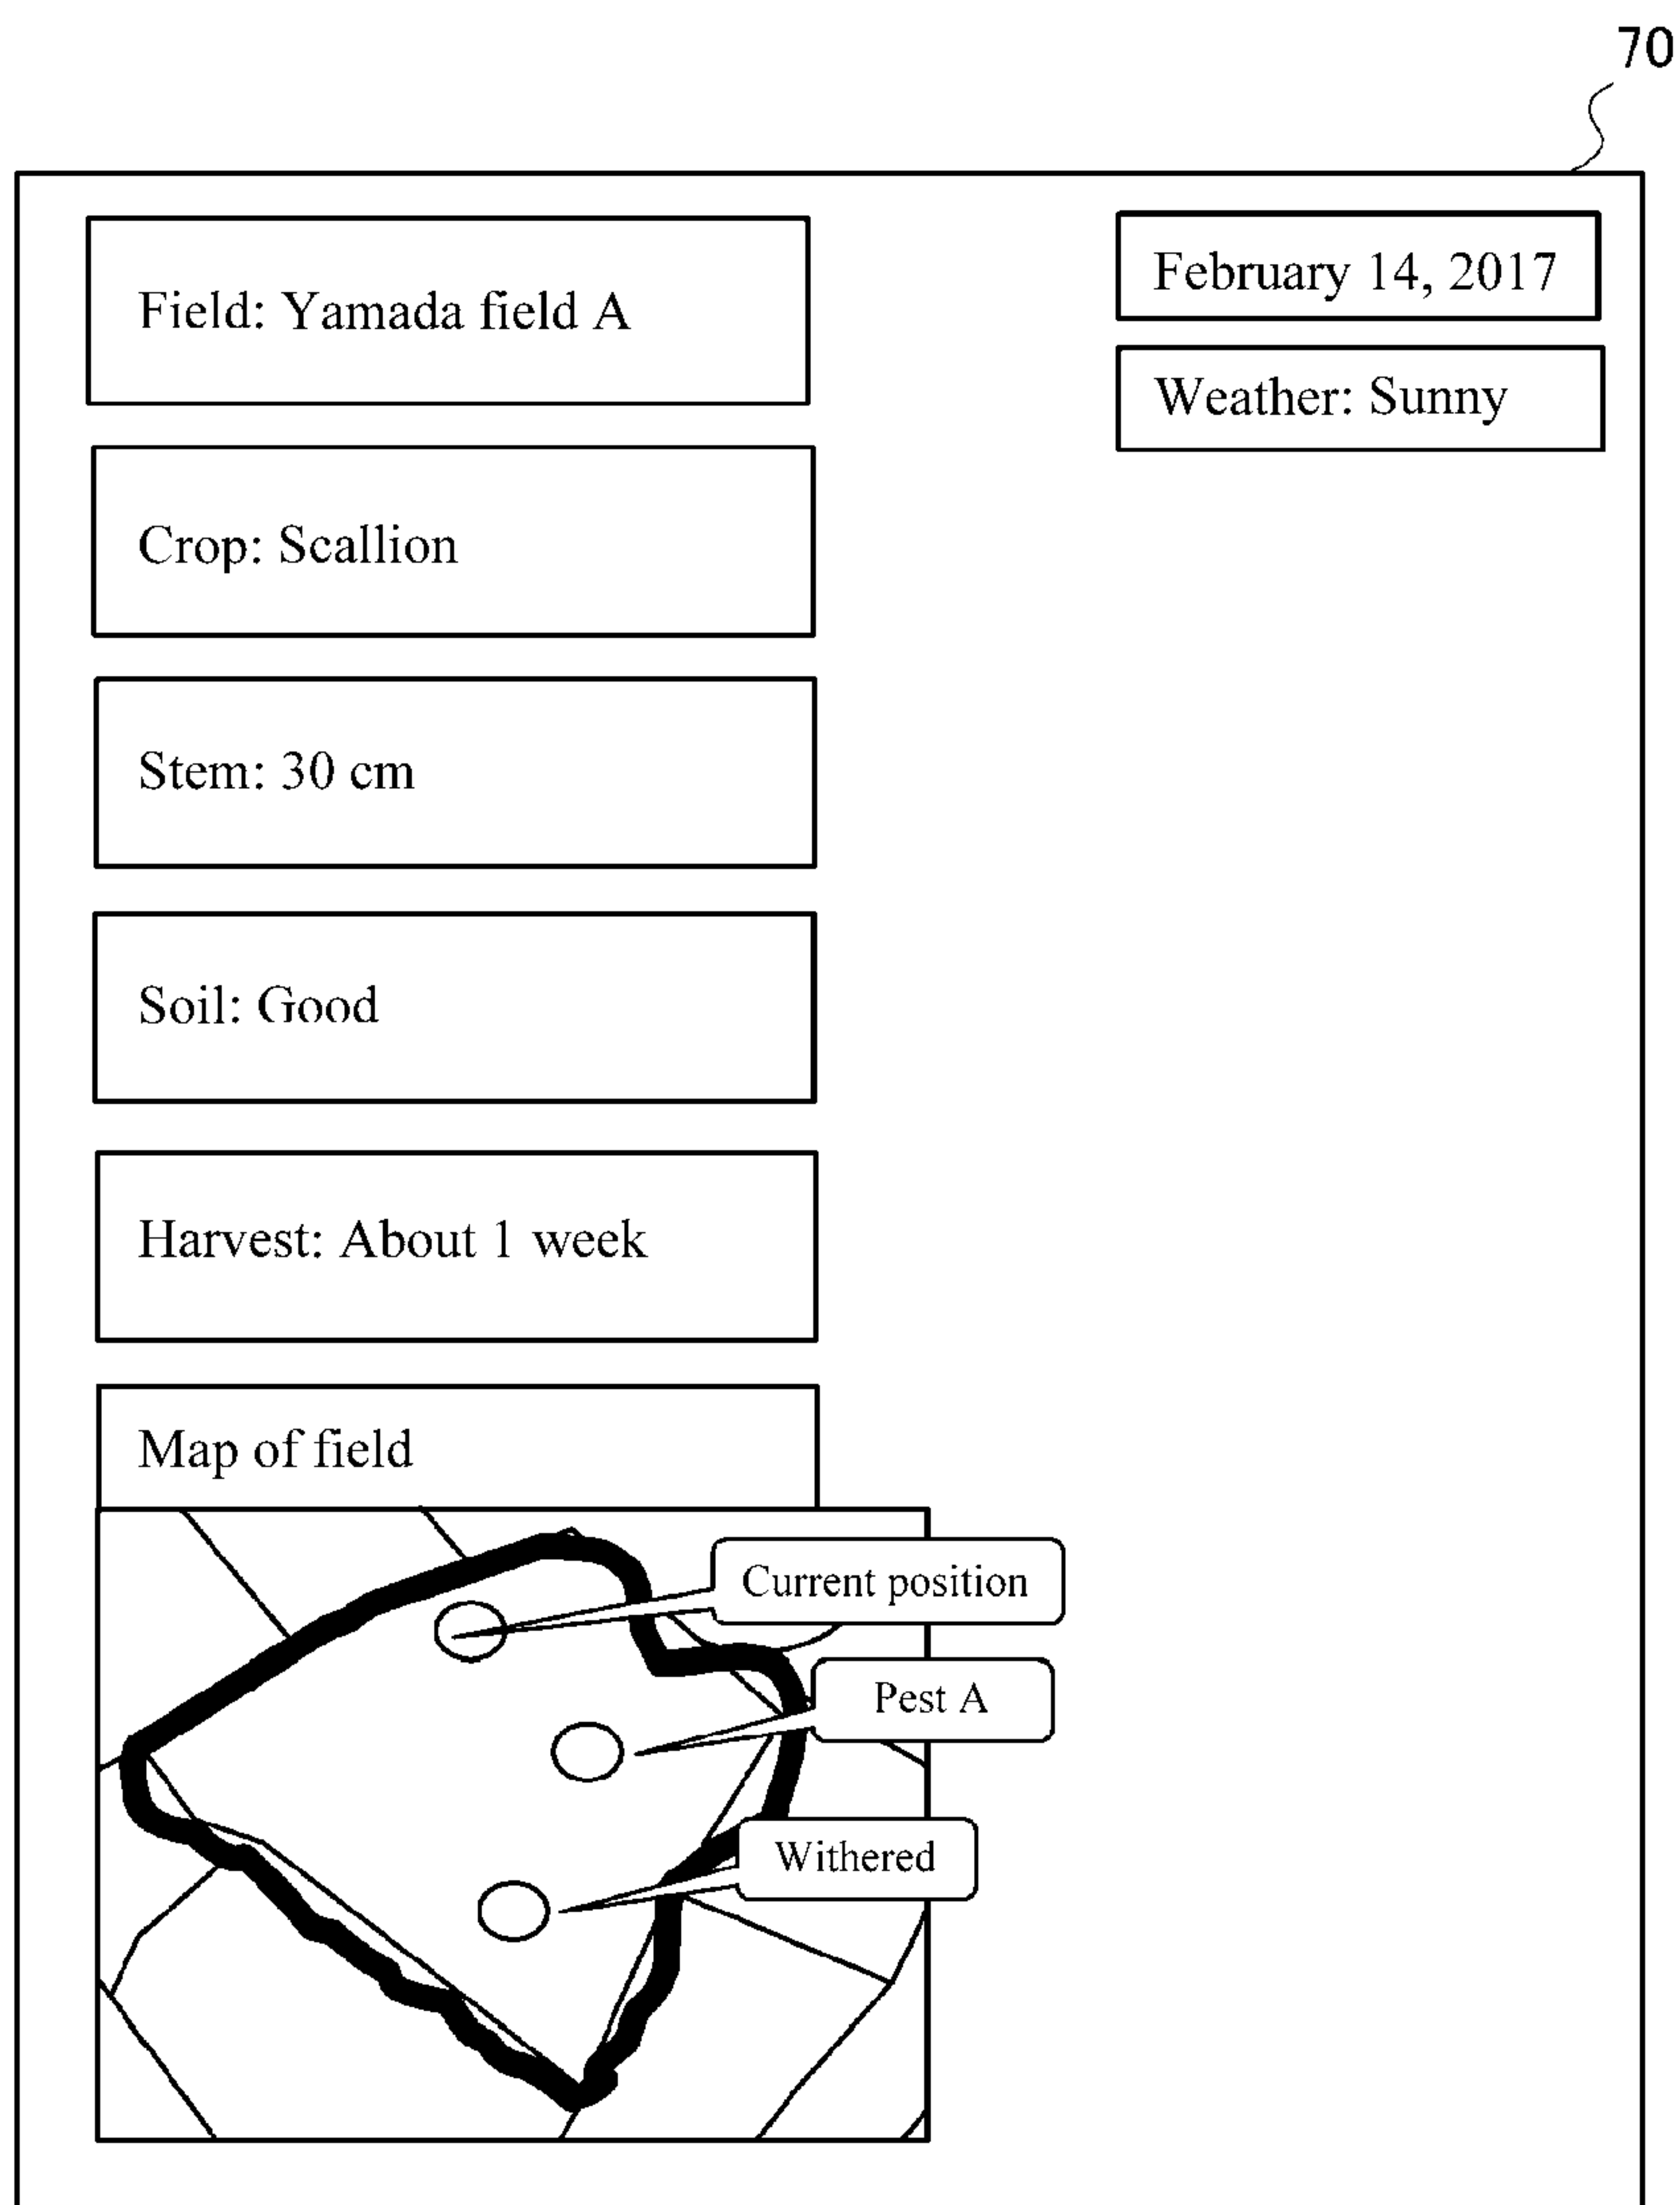 70
Field: Yamada field A
February 14, 2017
Weather: Sunny
Crop: Scallion
Stem: 30 cm
Soil: Good
Harvest: About 1 week
Map of field
Current position
Pest A
Withered